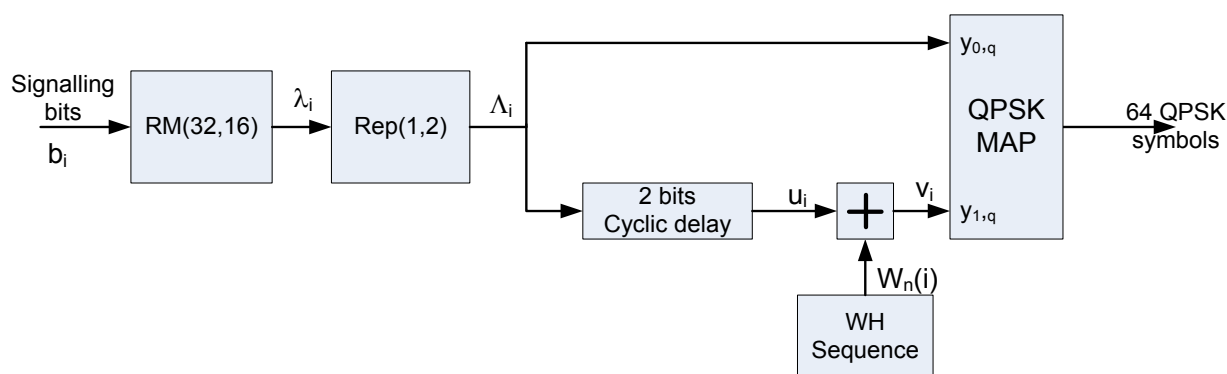 Signalling
bits
bᵢ
RM(32,16)
λᵢ
Rep(1,2)
Λᵢ
y₀,q
QPSK
MAP
64 QPSK
symbols
2 bits
Cyclic delay
uᵢ
+
vᵢ
y₁,q
Wₙ(i)
WH
Sequence